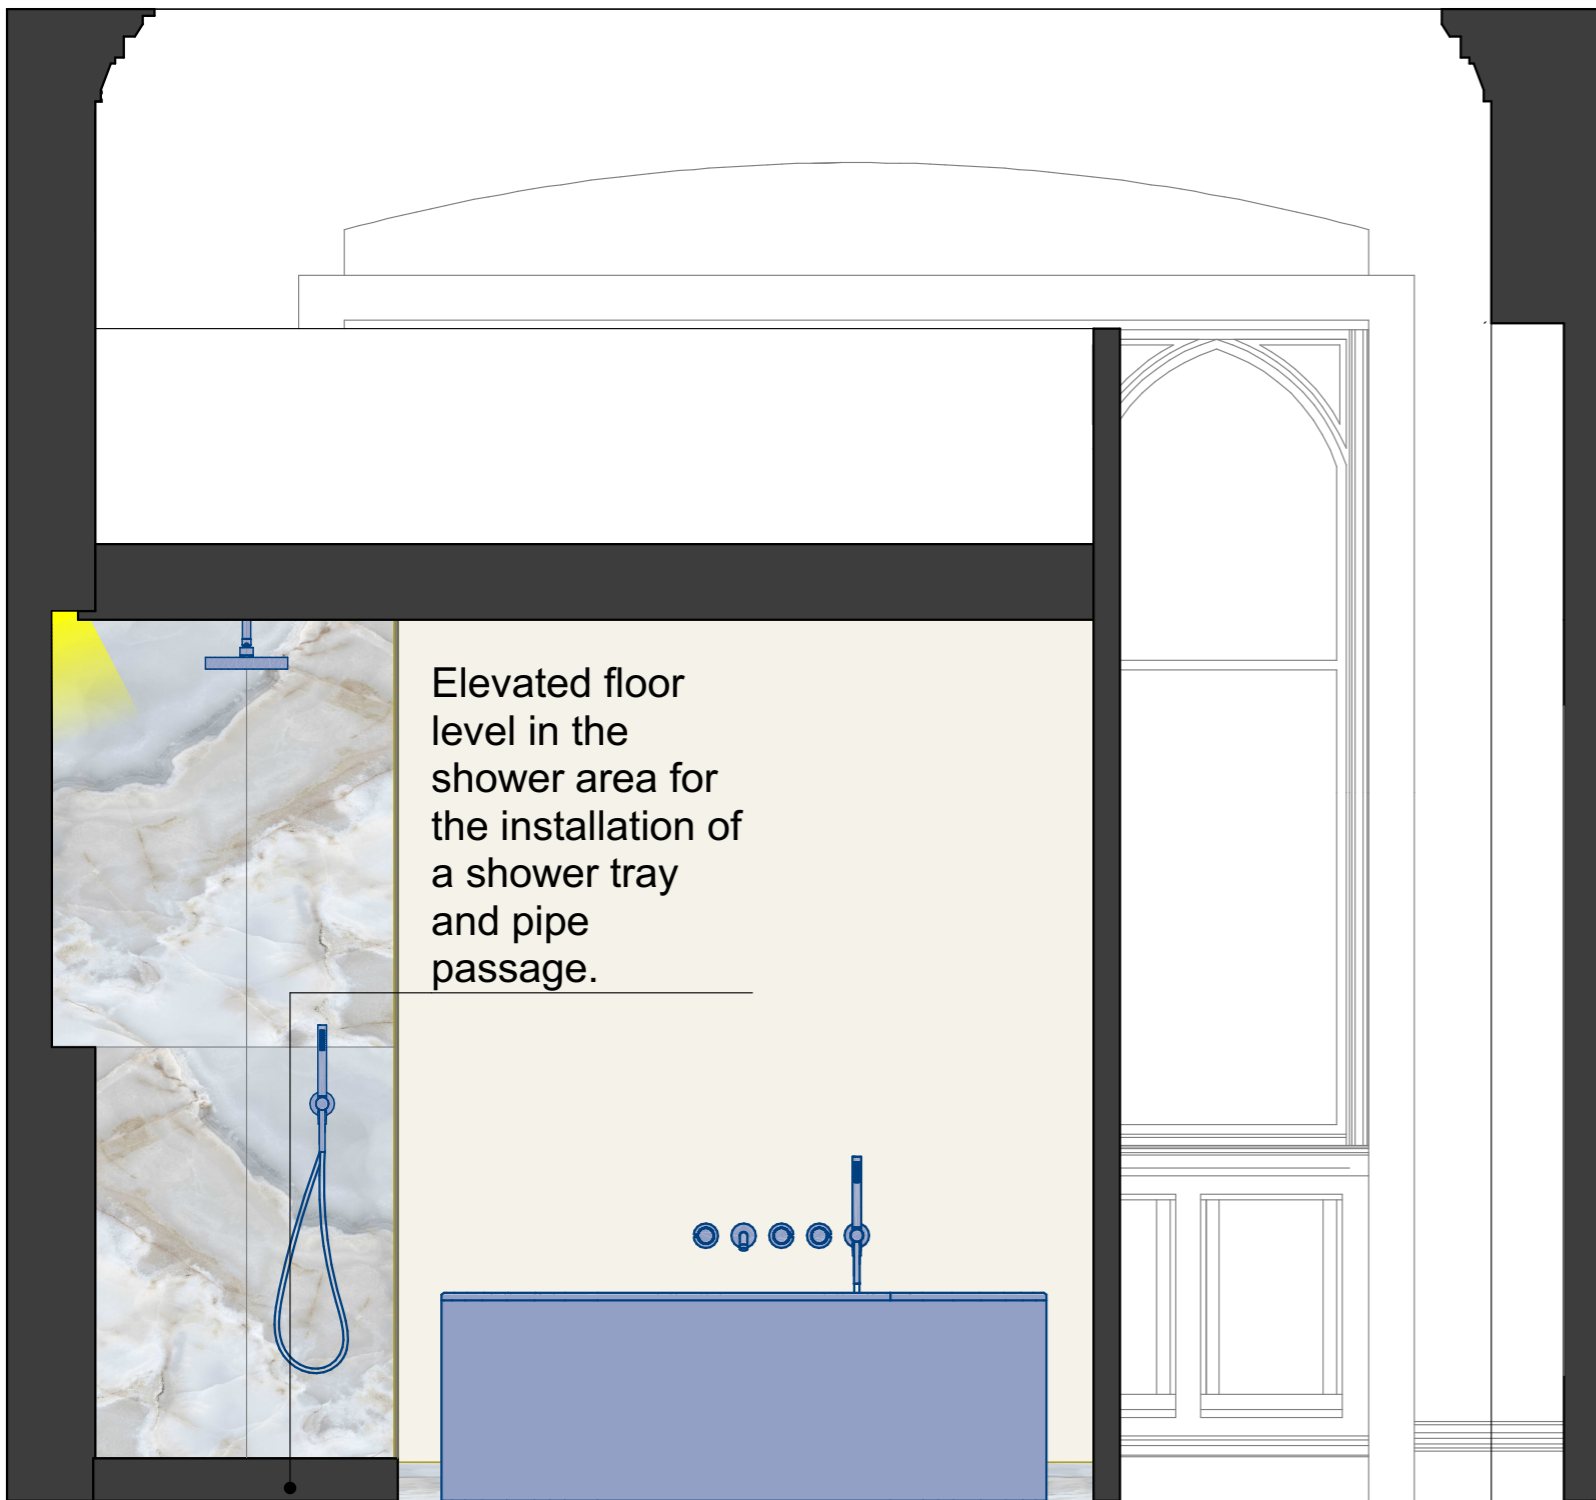 Elevated floor
level in the
shower area for
the installation of
a shower tray
and pipe
passage.